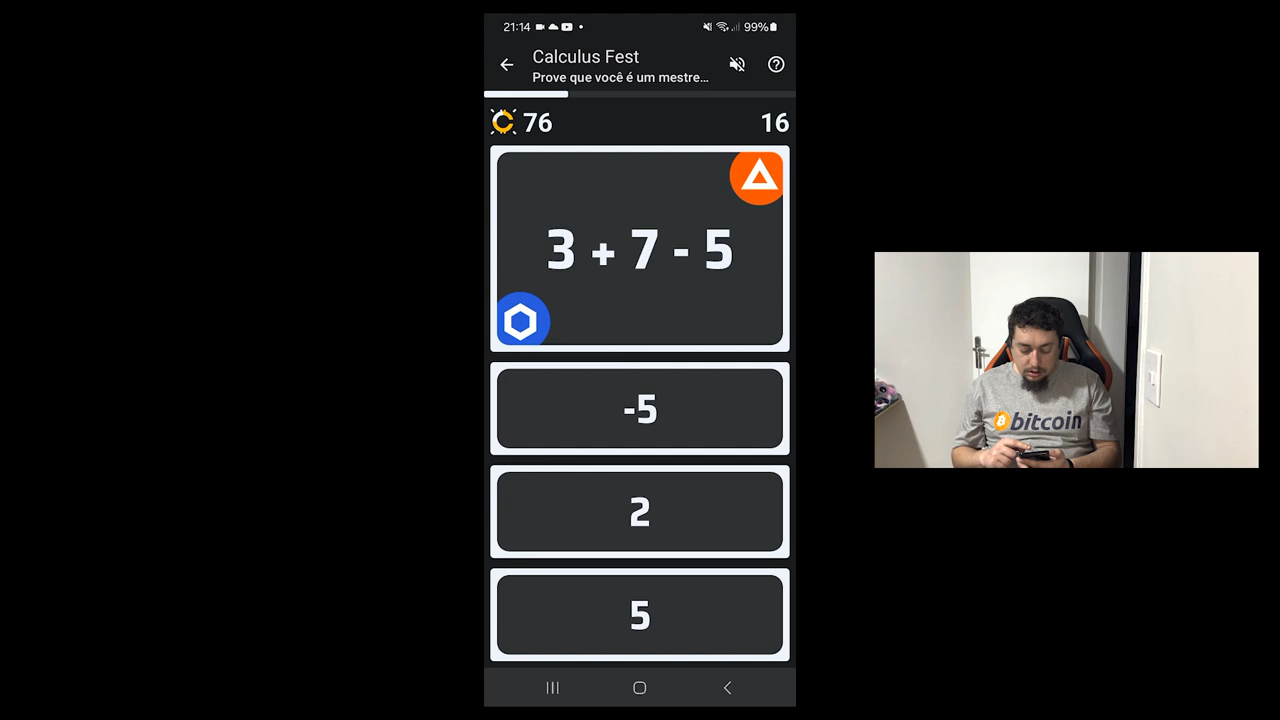 21:14
99%
Calculus Fest
Prove que você é um mestre...
76
16
3 + 7 - 5
-5
2
5
bitcoin